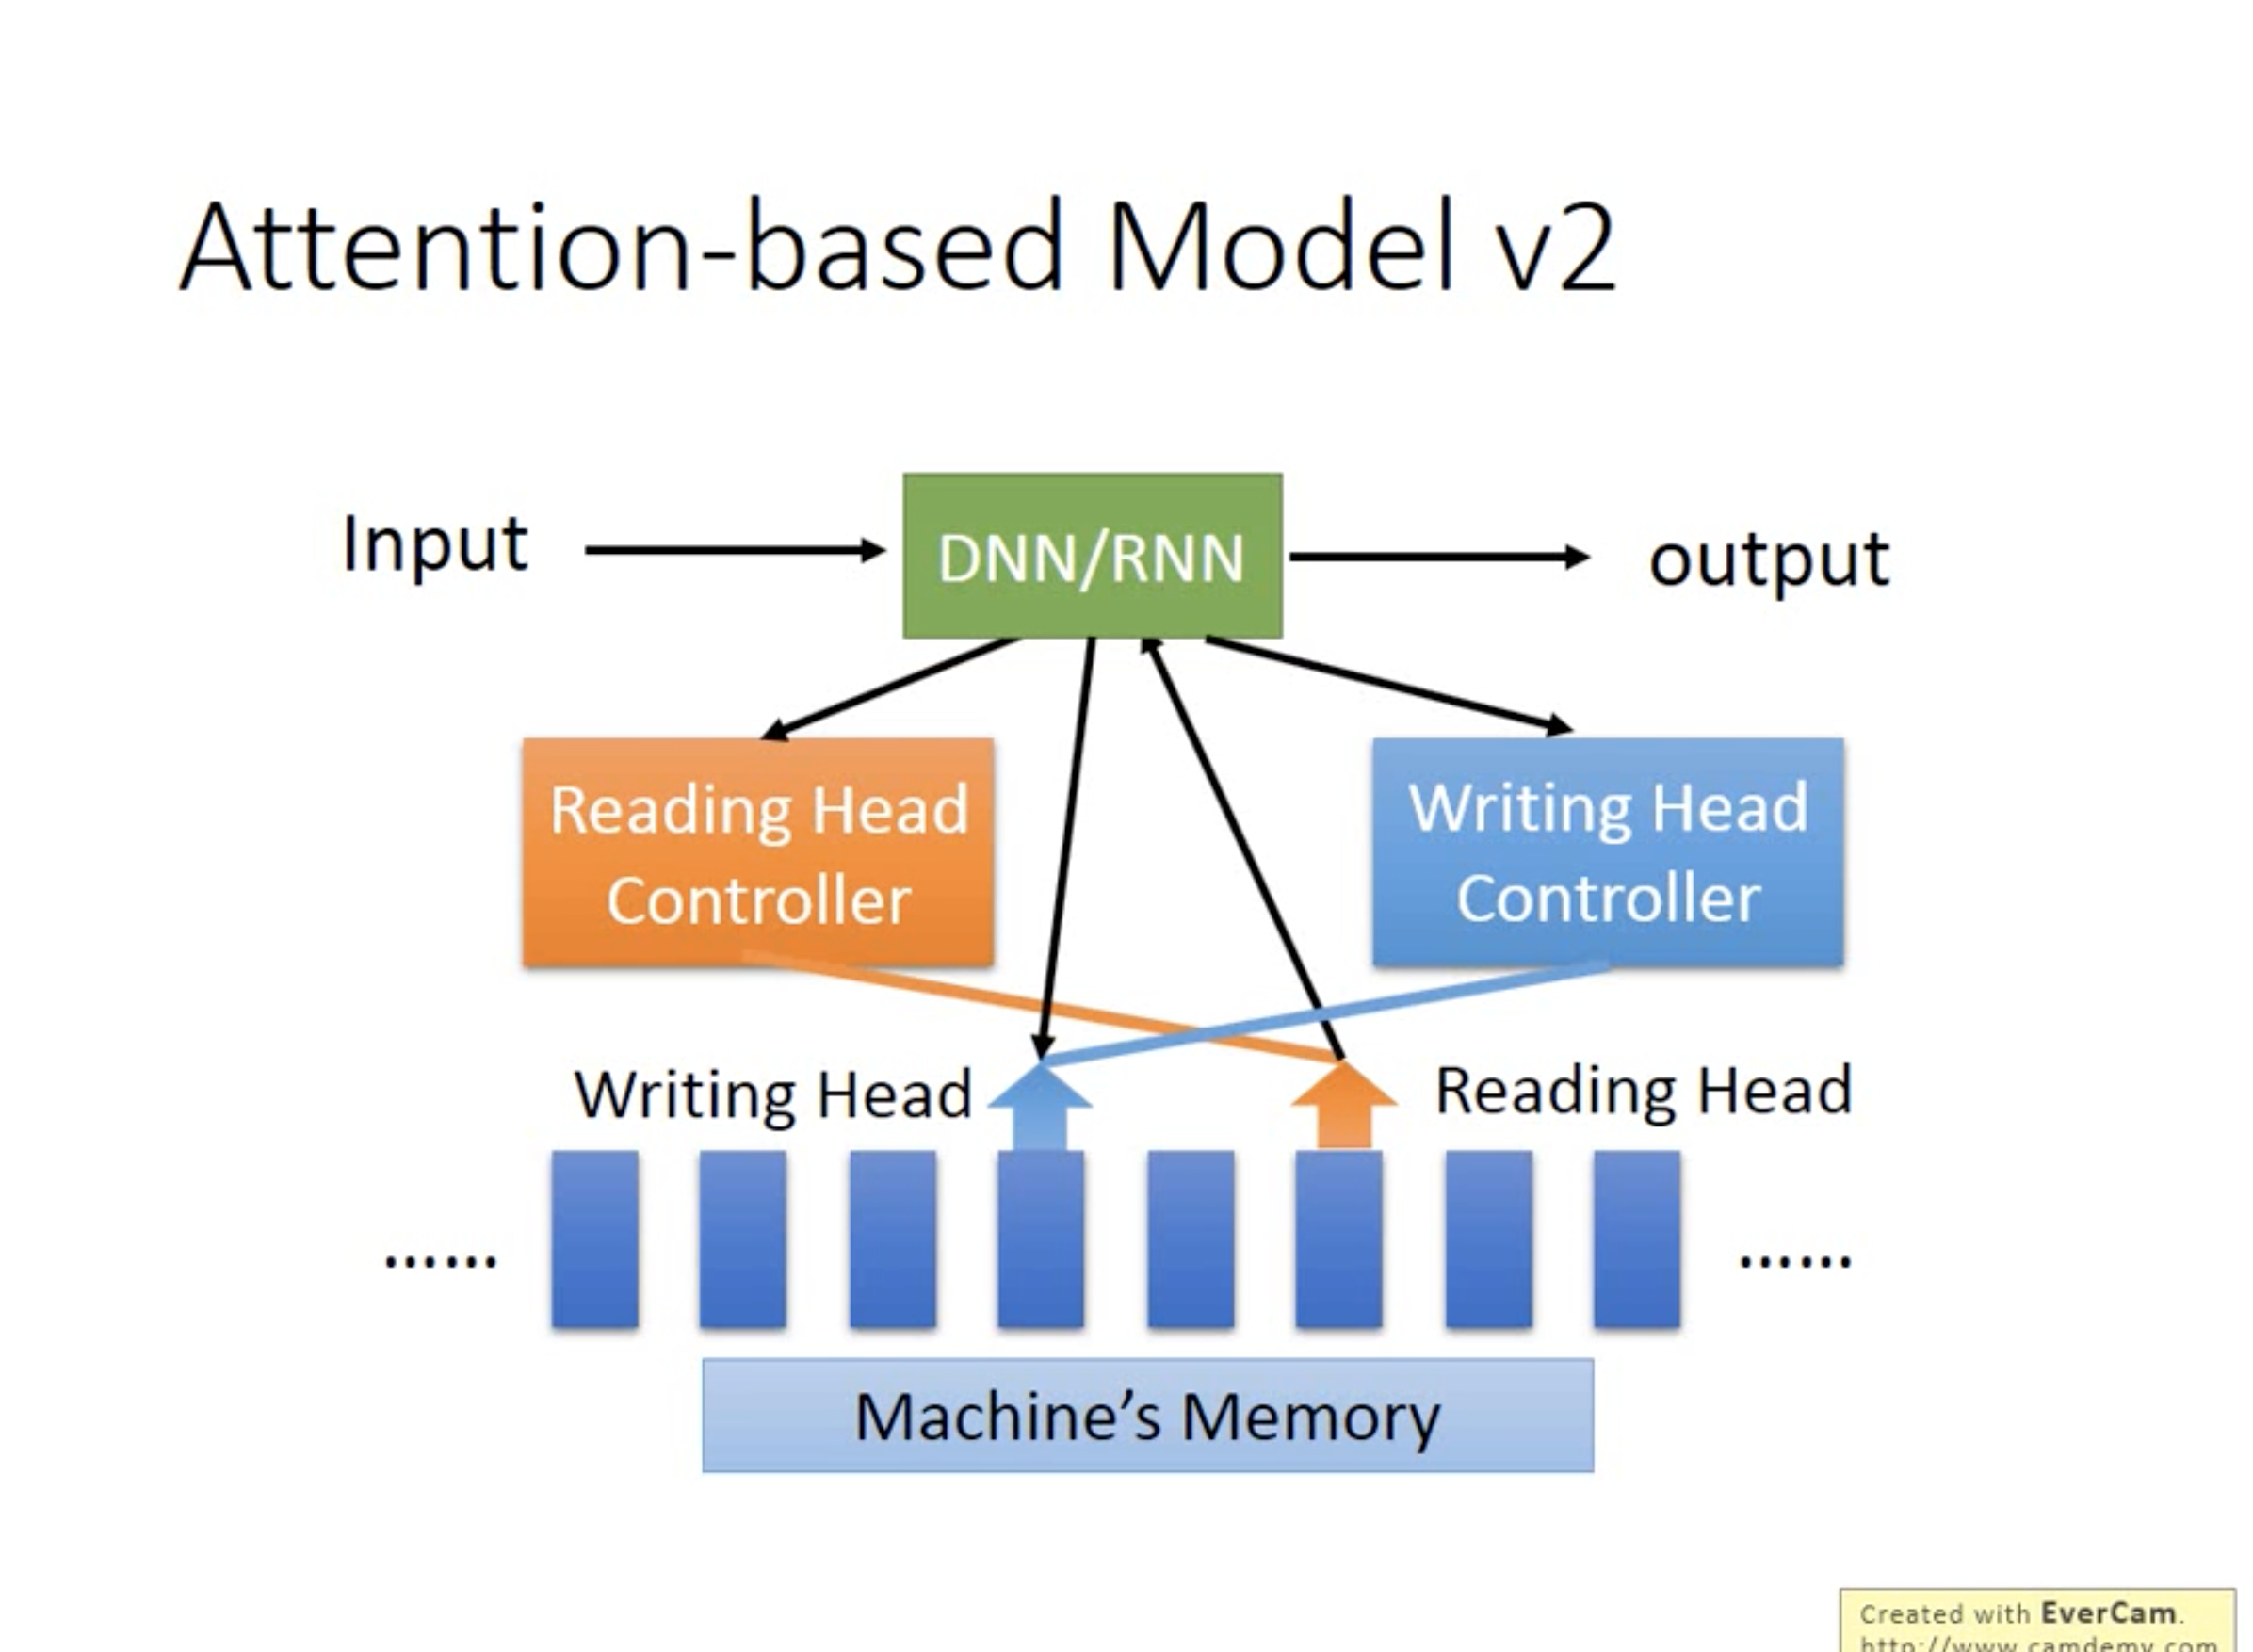 Attention-based Model v2
Input
DNN/RNN
output
Reading Head
Controller
Writing Head
Controller
Writing Head
Reading Head
……
……
Machine’s Memory
Created with EverCam.
http://www.camdemy.com